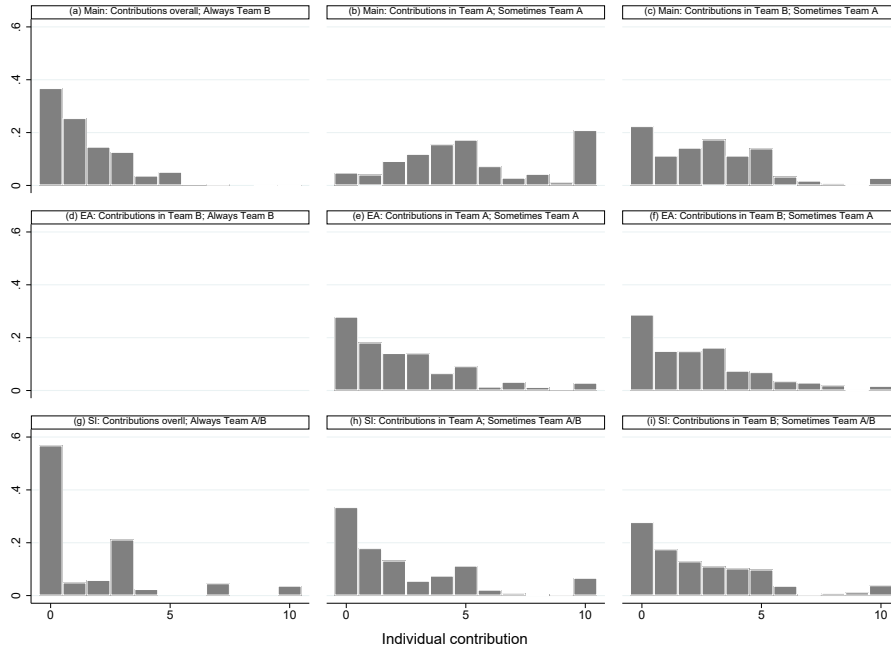 (a) Main: Contributions overall; Always Team B
(b) Main: Contributions in Team A; Sometimes Team A
(c) Main: Contributions in Team B; Sometimes Team A
0 .2 .4 .6
(d) EA: Contributions in Team B; Always Team B
(e) EA: Contributions in Team A; Sometimes Team A
(f) EA: Contributions in Team B; Sometimes Team A
0 .2 .4 .6
(g) SI: Contributions overll; Always Team A/B
(h) SI: Contributions in Team A; Sometimes Team A/B
(i) SI: Contributions in Team B; Sometimes Team A/B
0 .2 .4 .6
0 5 10
0 5 10
0 5 10
Individual contribution